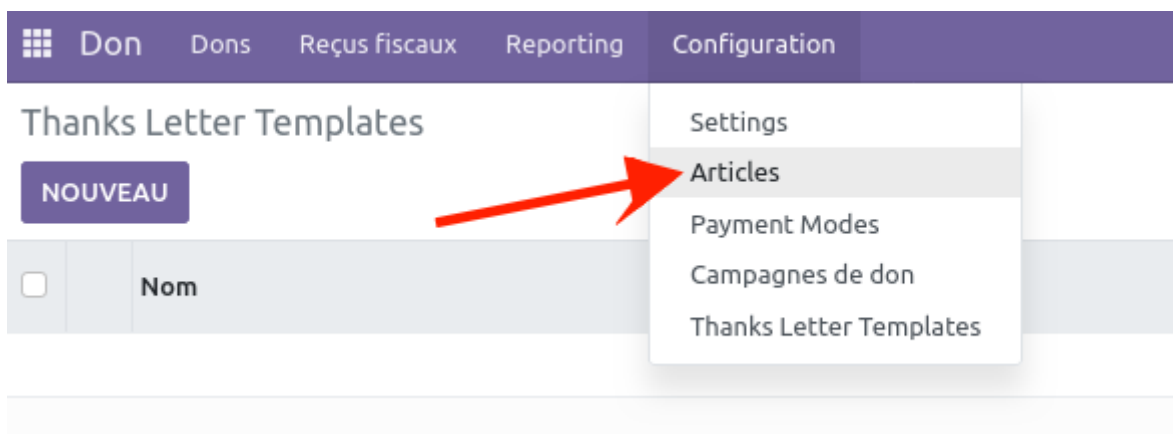 Don Dons Reçus fiscaux Reporting Configuration
Thanks Letter Templates
NOUVEAU
Nom
Settings
Articles
Payment Modes
Campagnes de don
Thanks Letter Templates